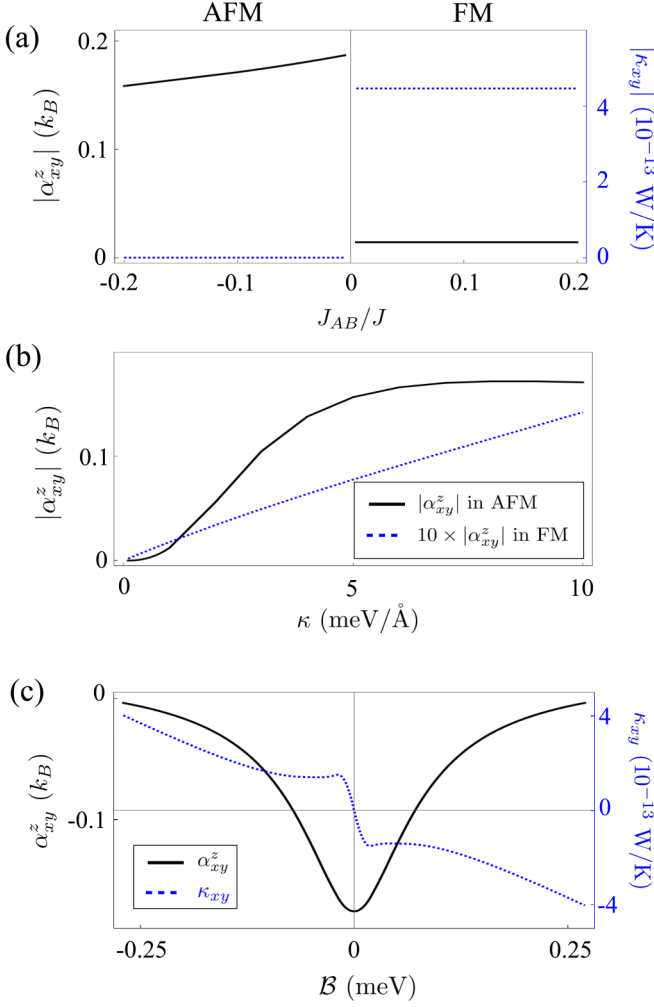 (a)
AFM FM
|α^z_xy| (k_B)
0.2
0.1
0
|κ_xy| (10⁻¹³ W/K)
4
2
0
-0.2 -0.1 0 0.1 0.2
J_AB/J
(b)
|α^z_xy| (k_B)
0.1
0
|α^z_xy| in AFM
10 × |α^z_xy| in FM
0 5 10
κ (meV/Å)
(c)
α^z_xy (k_B)
0
-0.1
κ_xy (10⁻¹³ W/K)
4
0
-4
α^z_xy
κ_xy
-0.25 0 0.25
ℬ (meV)